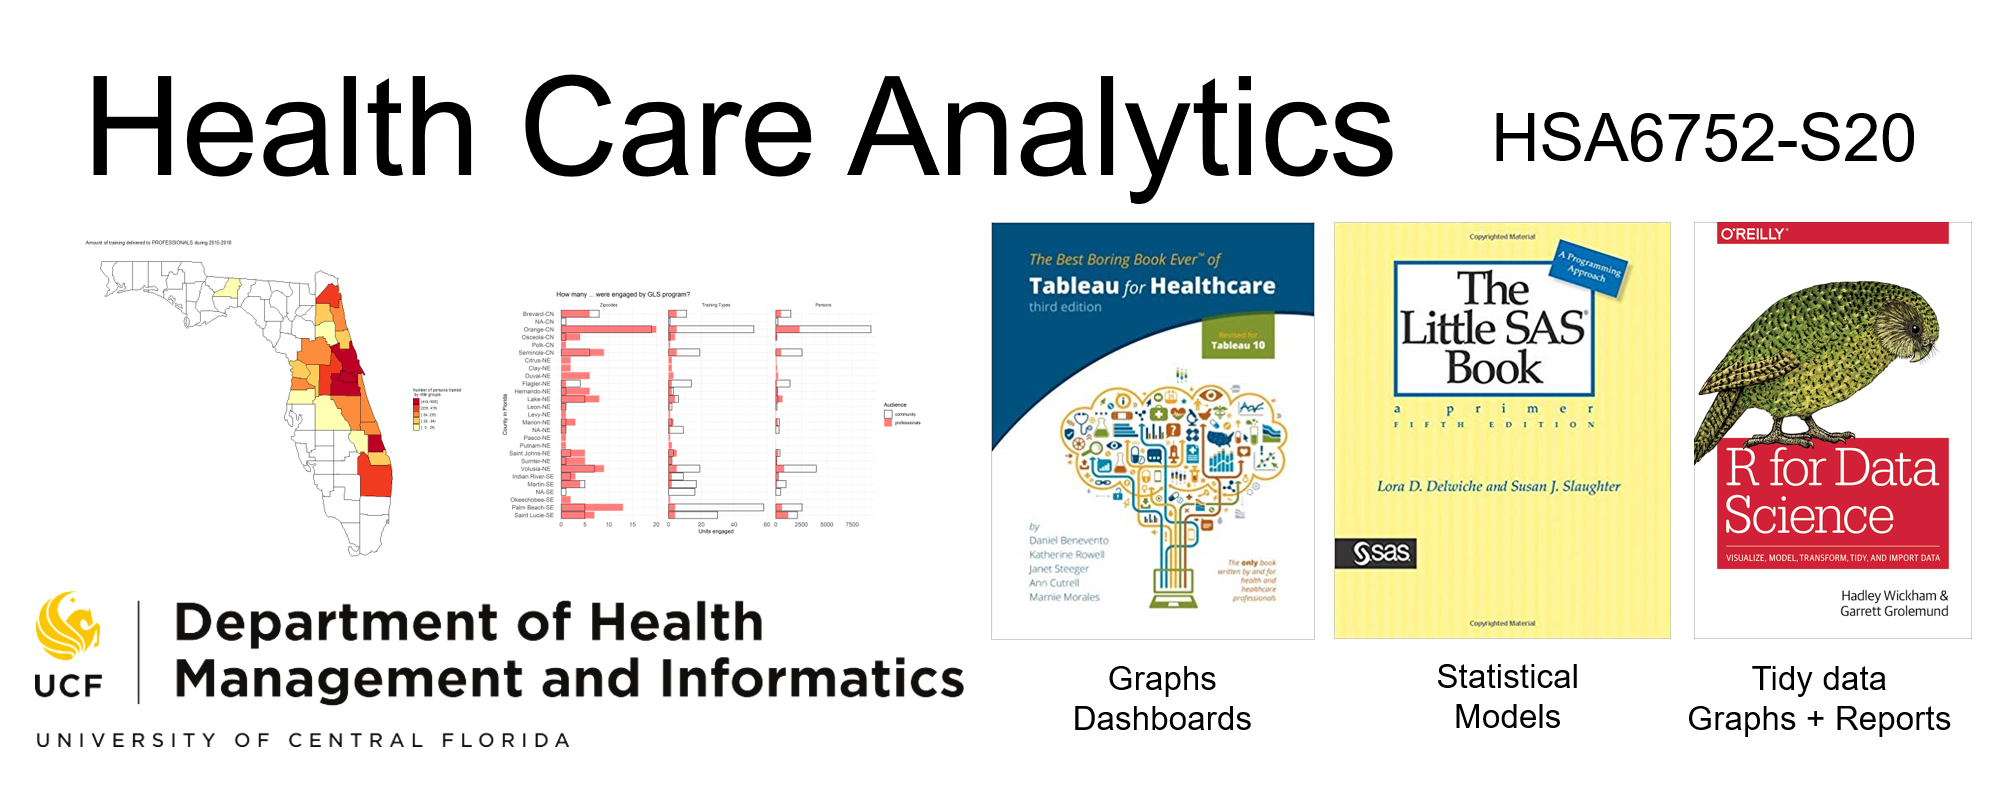 Health Care Analytics
HSA6752-S20
Amount of training delivered to PROFESSIONALS during 2015-2018
Number of persons trained
by role groups
How many ... were engaged by GLS program?
Zipcodes
Training Types
Persons
County in Florida
Brevard-CN
NA-CN
Orange-CN
Osceola-CN
Polk-CN
Seminole-CN
Citrus-NE
Clay-NE
Duval-NE
Flagler-NE
Hernando-NE
Lake-NE
Leon-NE
Levy-NE
Marion-NE
NA-NE
Pasco-NE
Putnam-NE
Saint Johns-NE
Sumter-NE
Volusia-NE
Indian River-SE
Martin-SE
NA-SE
Okeechobee-SE
Palm Beach-SE
Saint Lucie-SE
0 5 10 15 20
0 20 40 60
0 2500 5000 7500
Units engaged
Audience
community
professionals
The Best Boring Book Ever™ of
Tableau for Healthcare
third edition
Revised for
Tableau 10
by
Daniel Benevento
Katherine Rowell
Janet Steeger
Ann Cutrell
Marnie Morales
The only book
written by and for
health and
healthcare
professionals
Graphs
Dashboards
Copyrighted Material
A Programming
Approach
The
Little SAS®
Book
a primer
FIFTH EDITION
Lora D. Delwiche and Susan J. Slaughter
sas
Copyrighted Material
Statistical
Models
O'REILLY®
R for Data
Science
VISUALIZE, MODEL, TRANSFORM, TIDY, AND IMPORT DATA
Hadley Wickham &
Garrett Grolemund
Tidy data
Graphs + Reports
UCF
Department of Health
Management and Informatics
UNIVERSITY OF CENTRAL FLORIDA